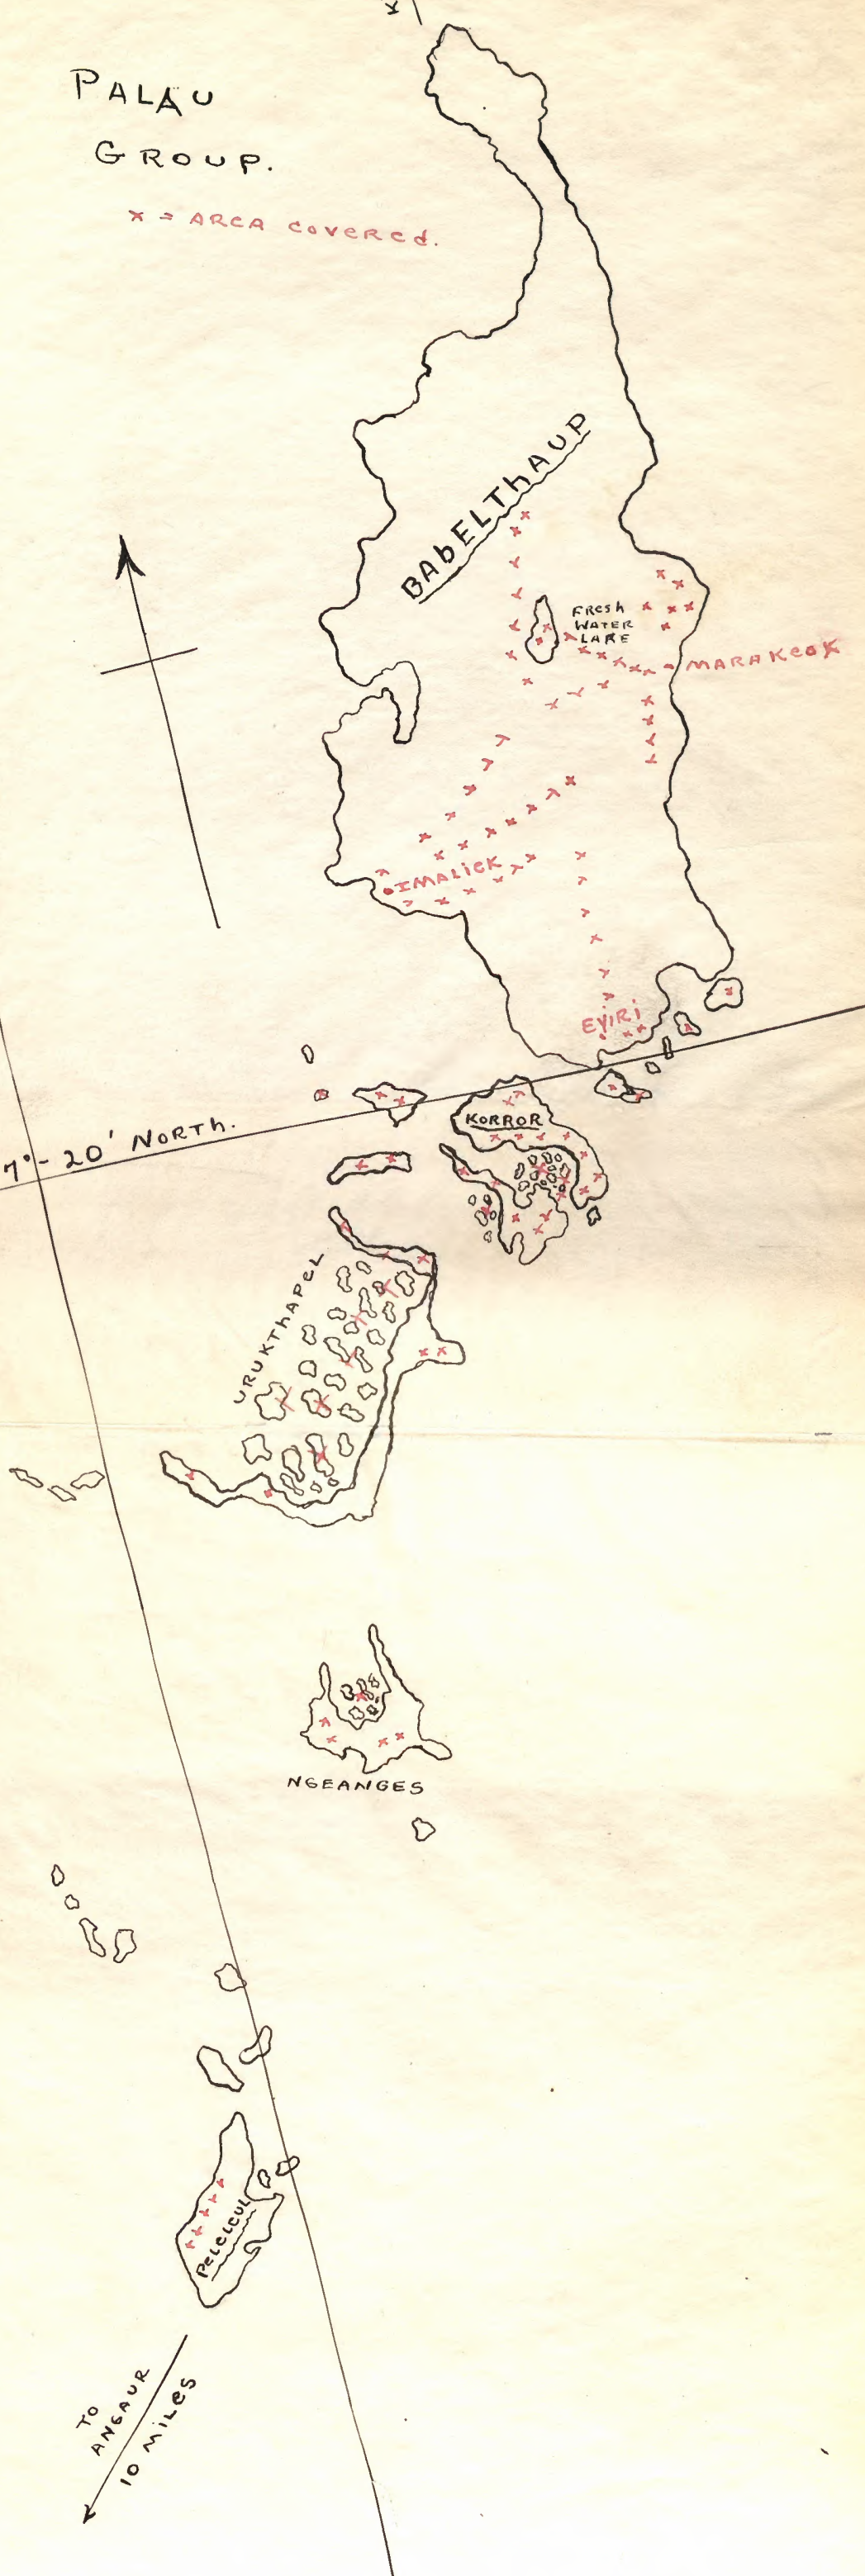 PALAU
GROUP.
x = AREA COVERED.
BAbELThAUP
FRESh
WATER
LAKE
MARAKEOK
IMALICK
EYIRI
KORROR
7° - 20' NORTH.
URUKTHAPEL
NGEANGES
PELELEUL
TO
ANGAUR
10 MILES